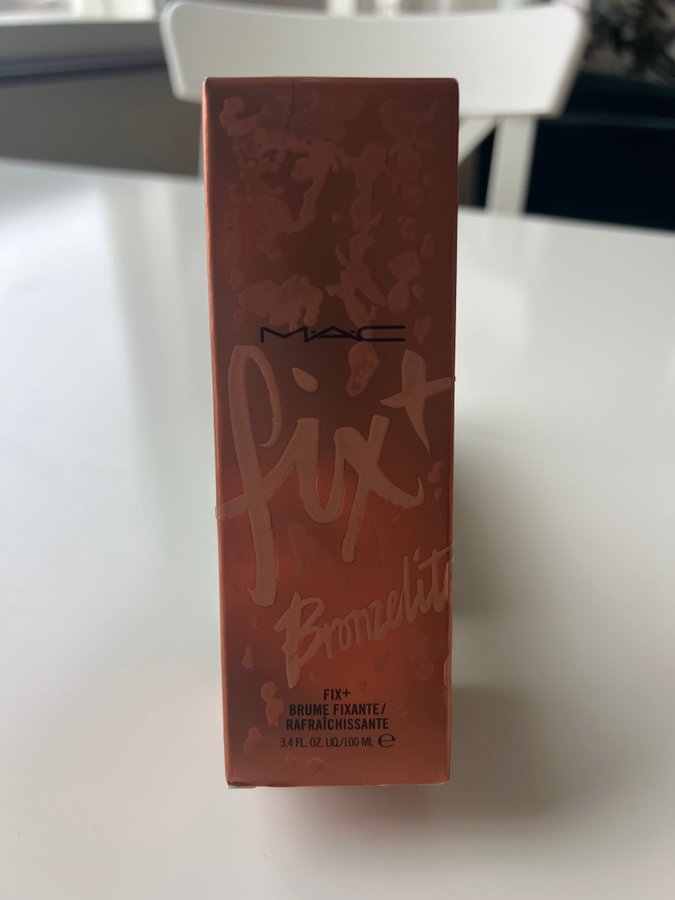 M·A·C
fix+
Bronzelite
FIX+
BRUME FIXANTE/
RAFRAÎCHISSANTE
3.4 FL. OZ. LIQ./100 ML ℮